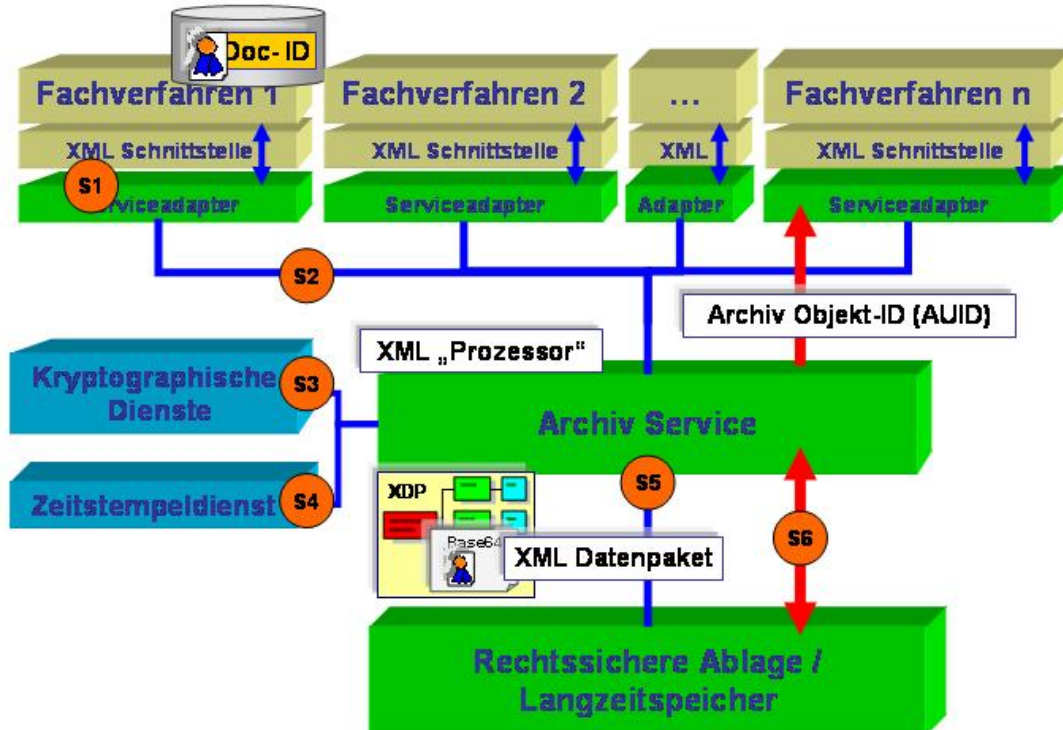 Doc- ID
Fachverfahren 1
Fachverfahren 2
...
Fachverfahren n
XML Schnittstelle
XML Schnittstelle
XML
XML Schnittstelle
S1
Serviceadapter
Serviceadapter
Adapter
Serviceadapter
S2
Archiv Objekt-ID (AUID)
XML „Prozessor“
Kryptographische
Dienste
S3
Archiv Service
Zeitstempeldienst
S4
XDP
S5
Base64
XML Datenpaket
S6
Rechtssichere Ablage /
Langzeitspeicher